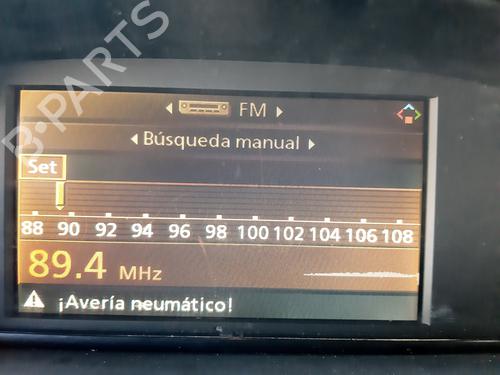 B-PARTS
FM
Búsqueda manual
Set
88 90 92 94 96 98 100 102 104 106 108
89.4 MHz
¡Avería neumático!